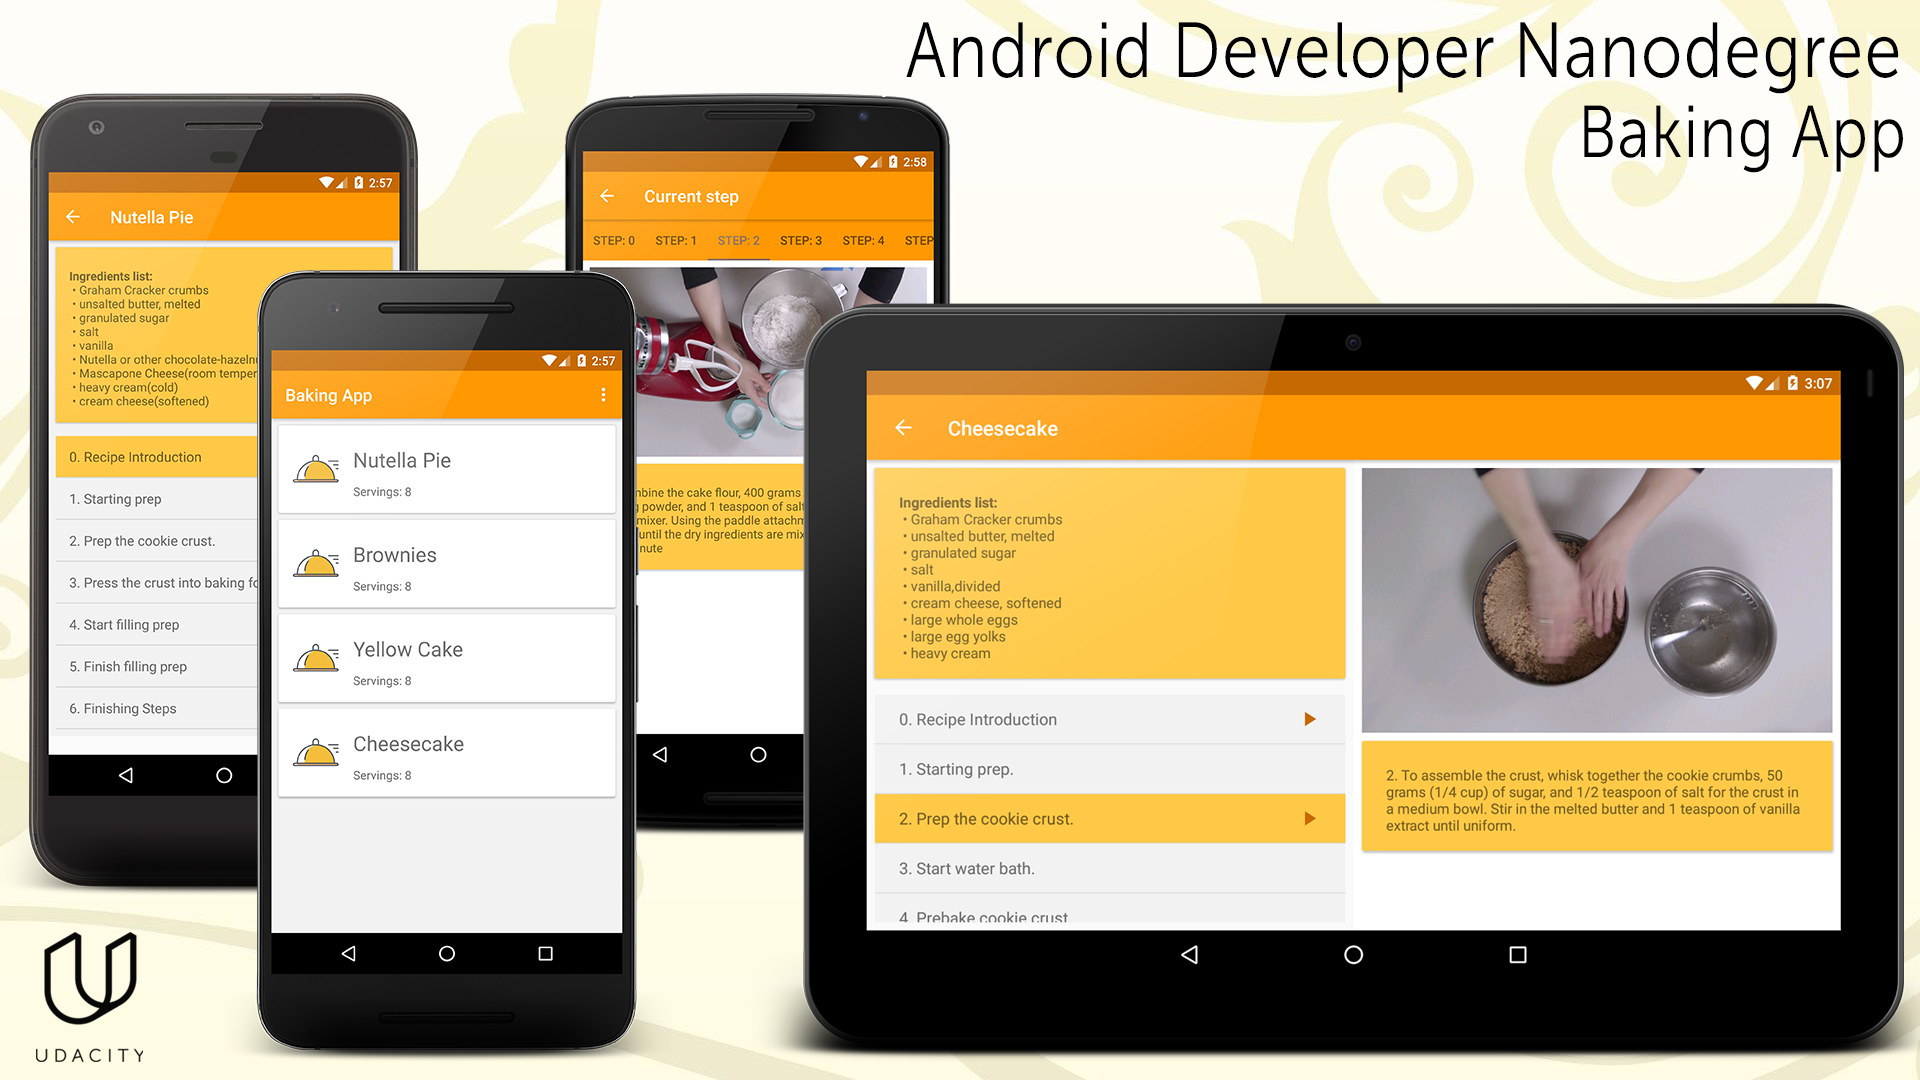 Android Developer Nanodegree
Baking App
2:57
Nutella Pie
Ingredients list:
• Graham Cracker crumbs
• unsalted butter, melted
• granulated sugar
• salt
• vanilla
• Nutella or other chocolate-hazeln
• Mascapone Cheese(room temper
• heavy cream(cold)
• cream cheese(softened)
0. Recipe Introduction
1. Starting prep
2. Prep the cookie crust.
3. Press the crust into baking fo
4. Start filling prep
5. Finish filling prep
6. Finishing Steps
2:57
Baking App
Nutella Pie
Servings: 8
Brownies
Servings: 8
Yellow Cake
Servings: 8
Cheesecake
Servings: 8
2:58
Current step
STEP: 0 STEP: 1 STEP: 2 STEP: 3 STEP: 4 STEP
nbine the cake flour, 400 grams
powder, and 1 teaspoon of salt
mixer. Using the paddle attachm
until the dry ingredients are mix
nute
3:07
Cheesecake
Ingredients list:
• Graham Cracker crumbs
• unsalted butter, melted
• granulated sugar
• salt
• vanilla,divided
• cream cheese, softened
• large whole eggs
• large egg yolks
• heavy cream
0. Recipe Introduction
1. Starting prep.
2. Prep the cookie crust.
3. Start water bath.
4. Prebake cookie crust
2. To assemble the crust, whisk together the cookie crumbs, 50
grams (1/4 cup) of sugar, and 1/2 teaspoon of salt for the crust in
a medium bowl. Stir in the melted butter and 1 teaspoon of vanilla
extract until uniform.
UDACITY